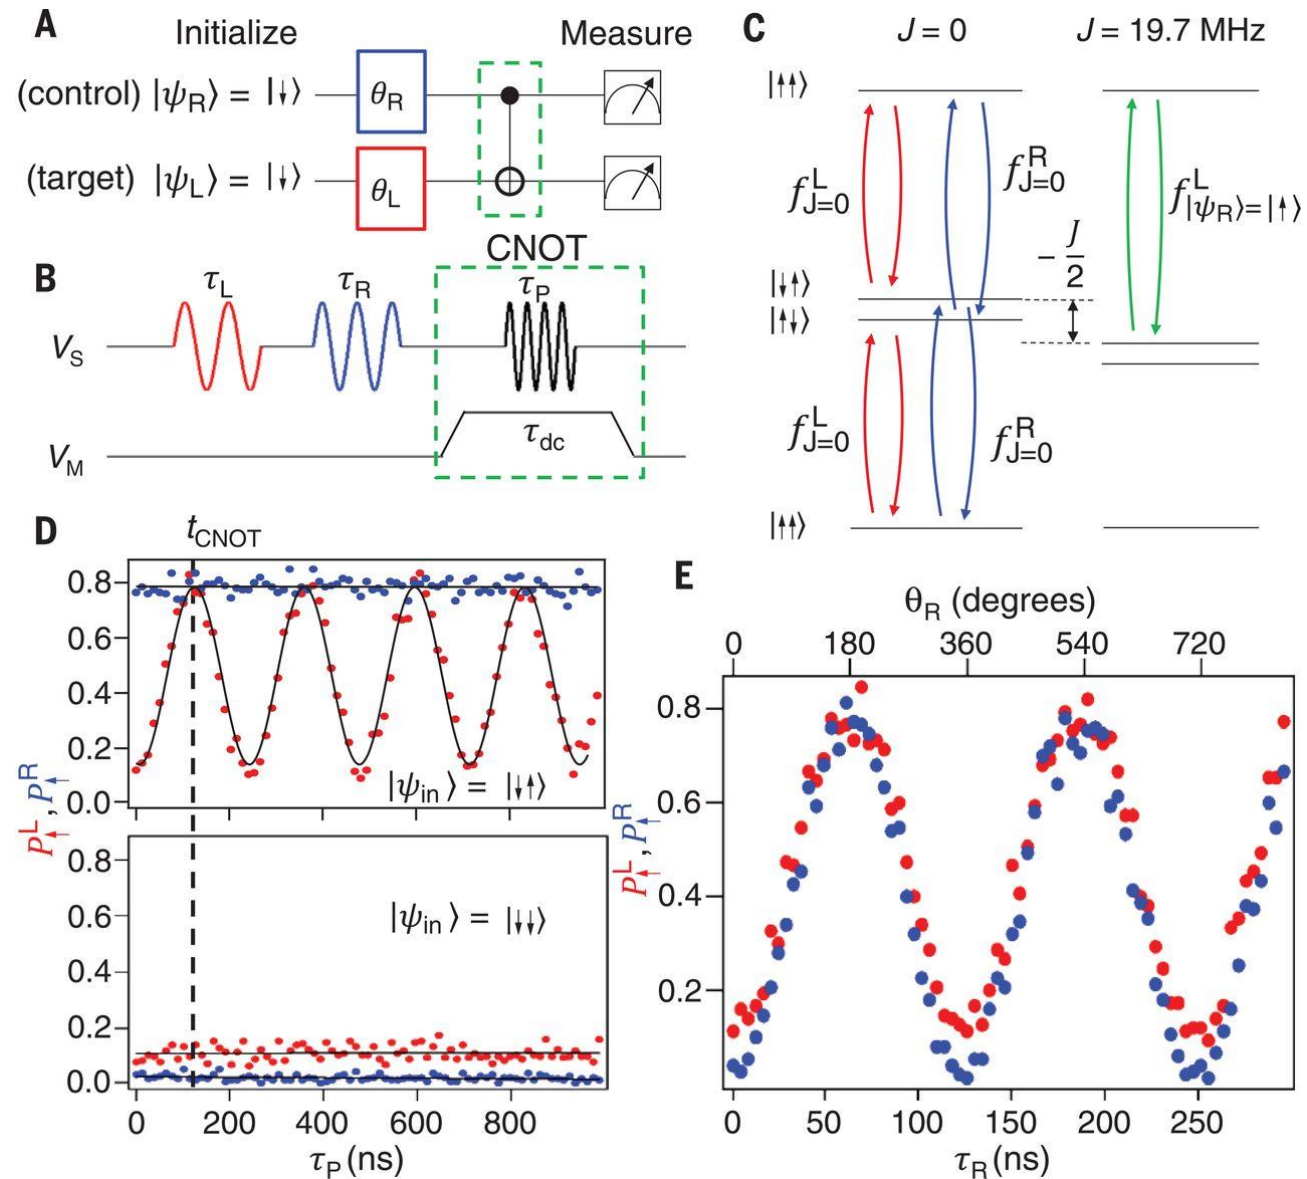 A
Initialize
Measure
(control) |ψR⟩ = |↓⟩
θR
(target) |ψL⟩ = |↓⟩
θL
CNOT
B
τL
τR
τP
VS
VM
τdc
C
J = 0
J = 19.7 MHz
|↑↑⟩
f^L_J=0
f^R_J=0
f^L_|ψR⟩=|↑⟩
− J/2
|↓↑⟩
|↑↓⟩
f^L_J=0
f^R_J=0
|↑↑⟩
D
tCNOT
0.8
0.6
0.4
0.2
0.0
|ψin⟩ = |↓↑⟩
P^L_↑, P^R_↑
0.8
0.6
0.4
0.2
0.0
|ψin⟩ = |↓↓⟩
0 200 400 600 800
τP (ns)
E
θR (degrees)
0 180 360 540 720
0.8
0.6
0.4
0.2
P^L_↑, P^R_↑
0 50 100 150 200 250
τR (ns)